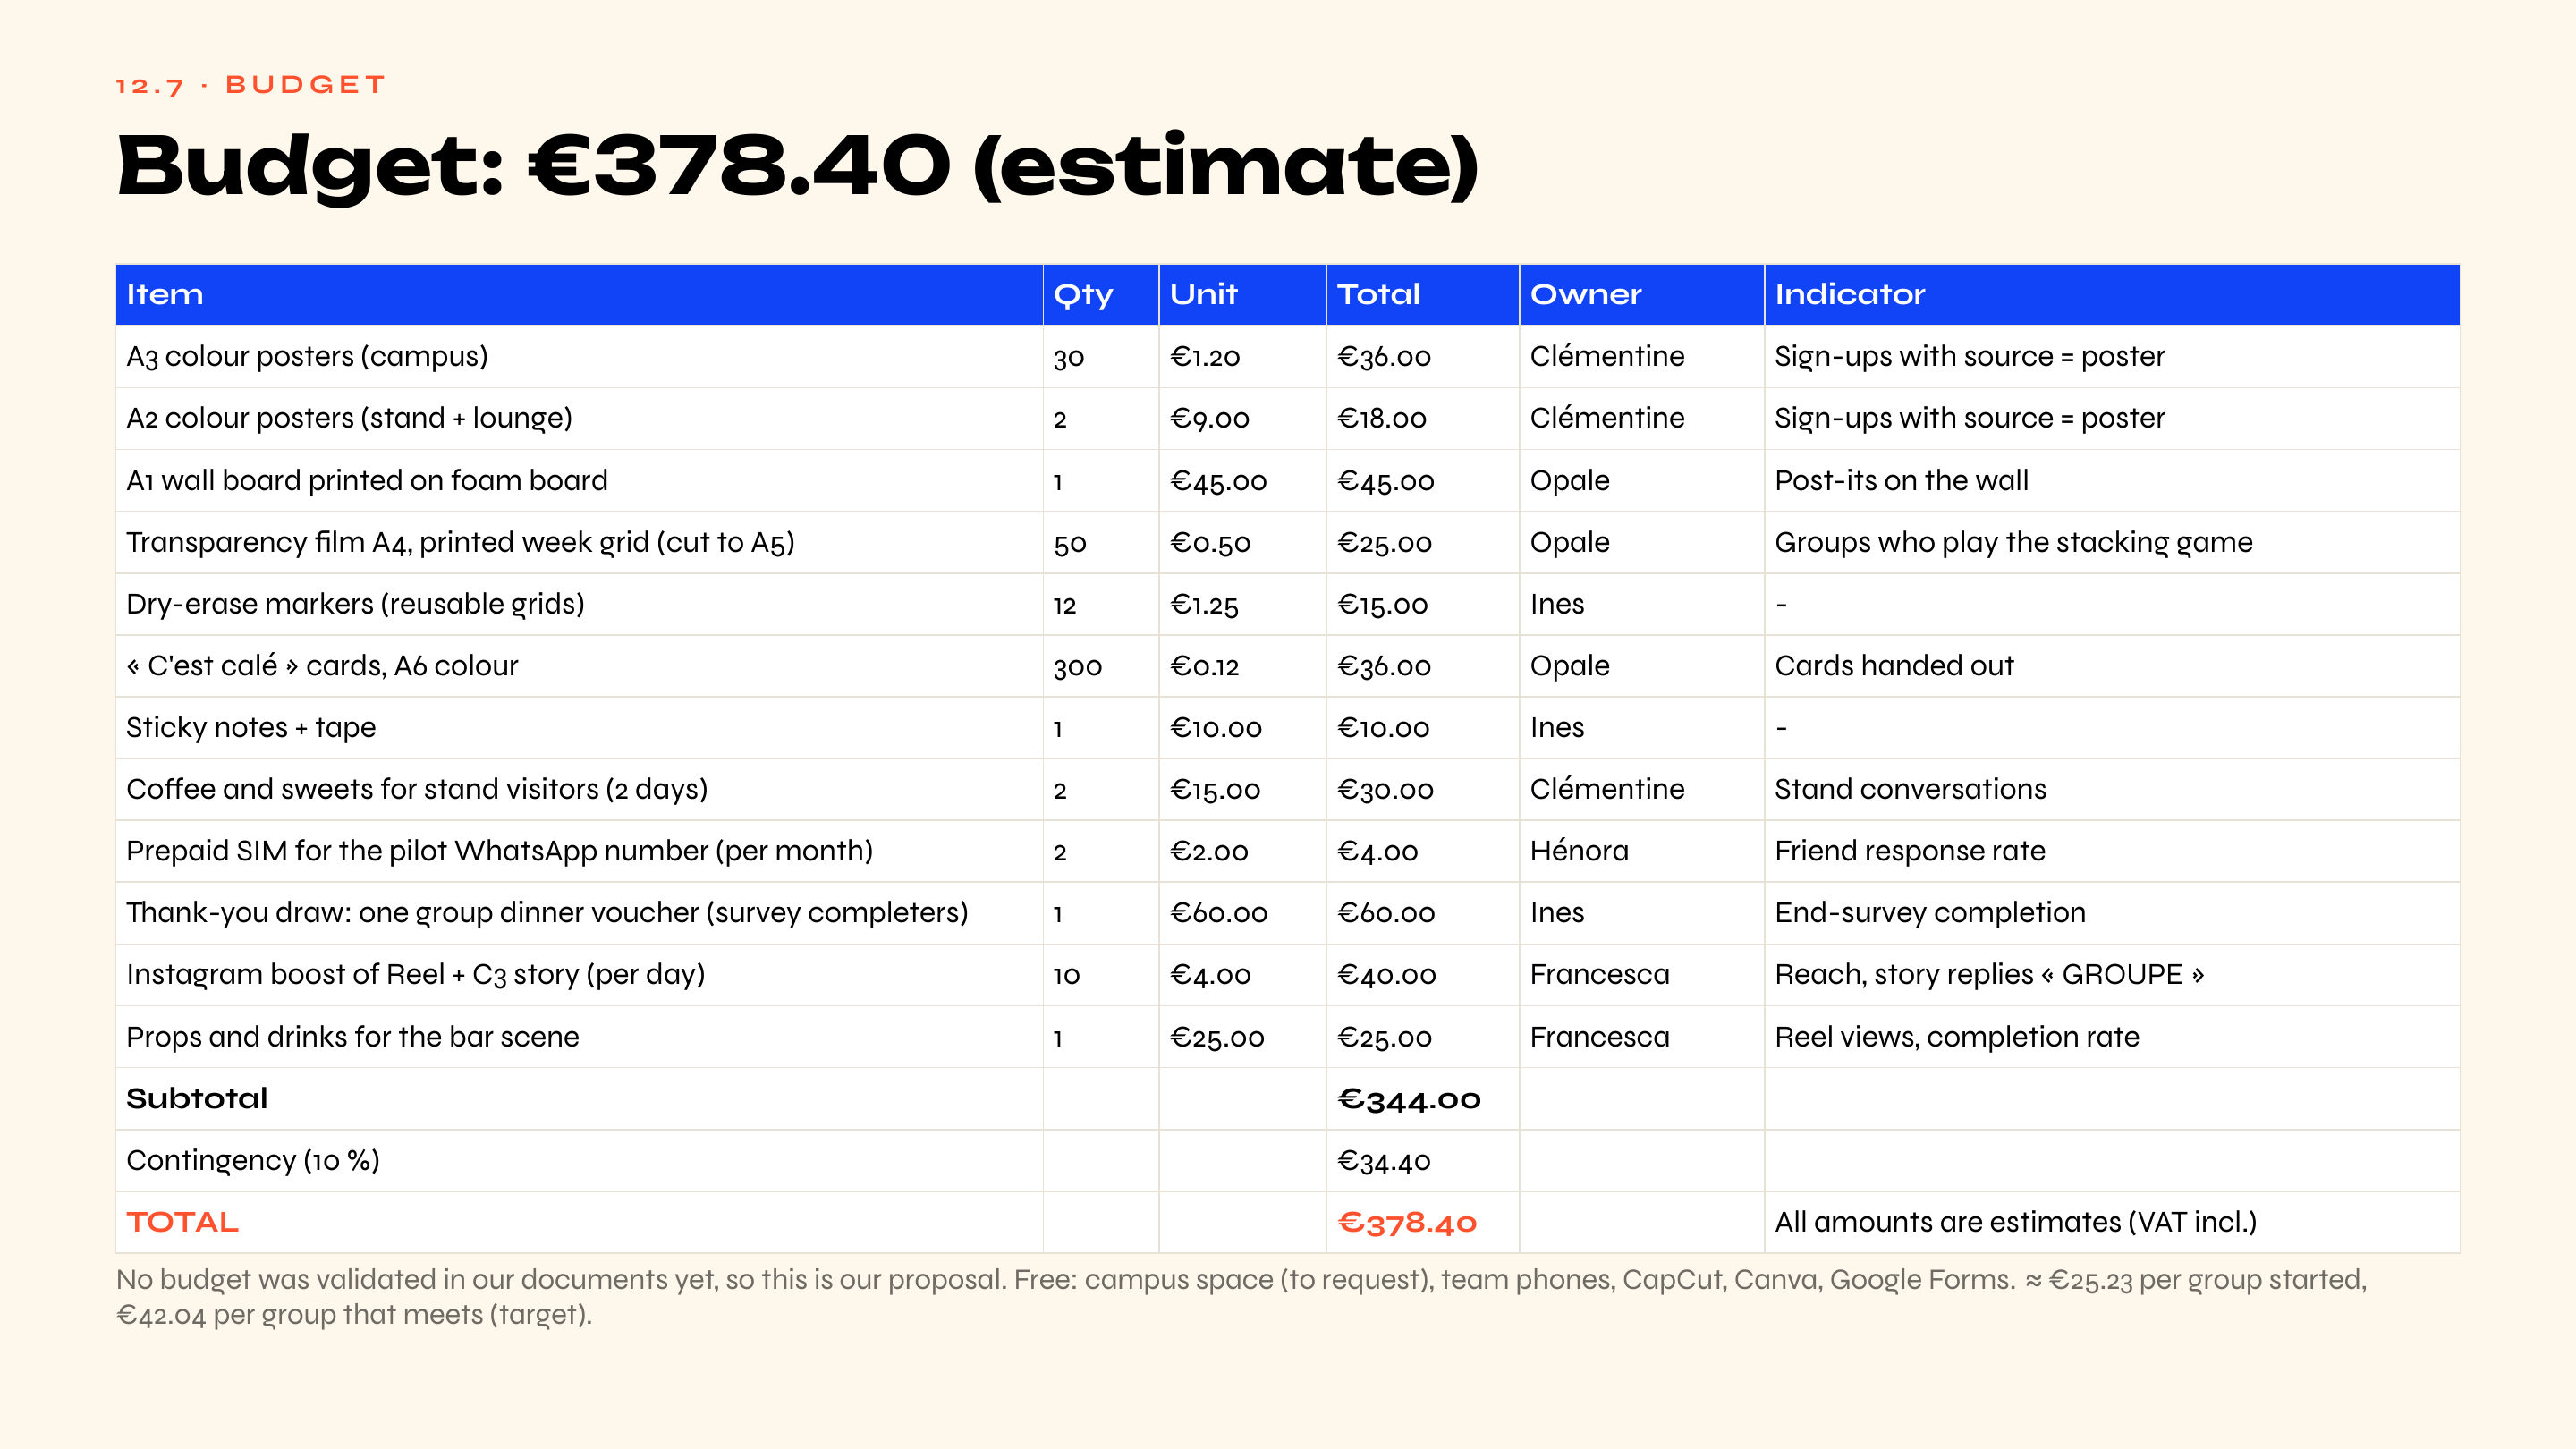 12.7 · BUDGET
Budget: €378.40 (estimate)
Item Qty Unit Total Owner Indicator
A3 colour posters (campus) 30 €1.20 €36.00 Clémentine Sign-ups with source = poster
A2 colour posters (stand + lounge) 2 €9.00 €18.00 Clémentine Sign-ups with source = poster
A1 wall board printed on foam board 1 €45.00 €45.00 Opale Post-its on the wall
Transparency film A4, printed week grid (cut to A5) 50 €0.50 €25.00 Opale Groups who play the stacking game
Dry-erase markers (reusable grids) 12 €1.25 €15.00 Ines -
« C'est calé » cards, A6 colour 300 €0.12 €36.00 Opale Cards handed out
Sticky notes + tape 1 €10.00 €10.00 Ines -
Coffee and sweets for stand visitors (2 days) 2 €15.00 €30.00 Clémentine Stand conversations
Prepaid SIM for the pilot WhatsApp number (per month) 2 €2.00 €4.00 Hénora Friend response rate
Thank-you draw: one group dinner voucher (survey completers) 1 €60.00 €60.00 Ines End-survey completion
Instagram boost of Reel + C3 story (per day) 10 €4.00 €40.00 Francesca Reach, story replies « GROUPE »
Props and drinks for the bar scene 1 €25.00 €25.00 Francesca Reel views, completion rate
Subtotal €344.00
Contingency (10 %) €34.40
TOTAL €378.40 All amounts are estimates (VAT incl.)
No budget was validated in our documents yet, so this is our proposal. Free: campus space (to request), team phones, CapCut, Canva, Google Forms. ≈ €25.23 per group started,
€42.04 per group that meets (target).